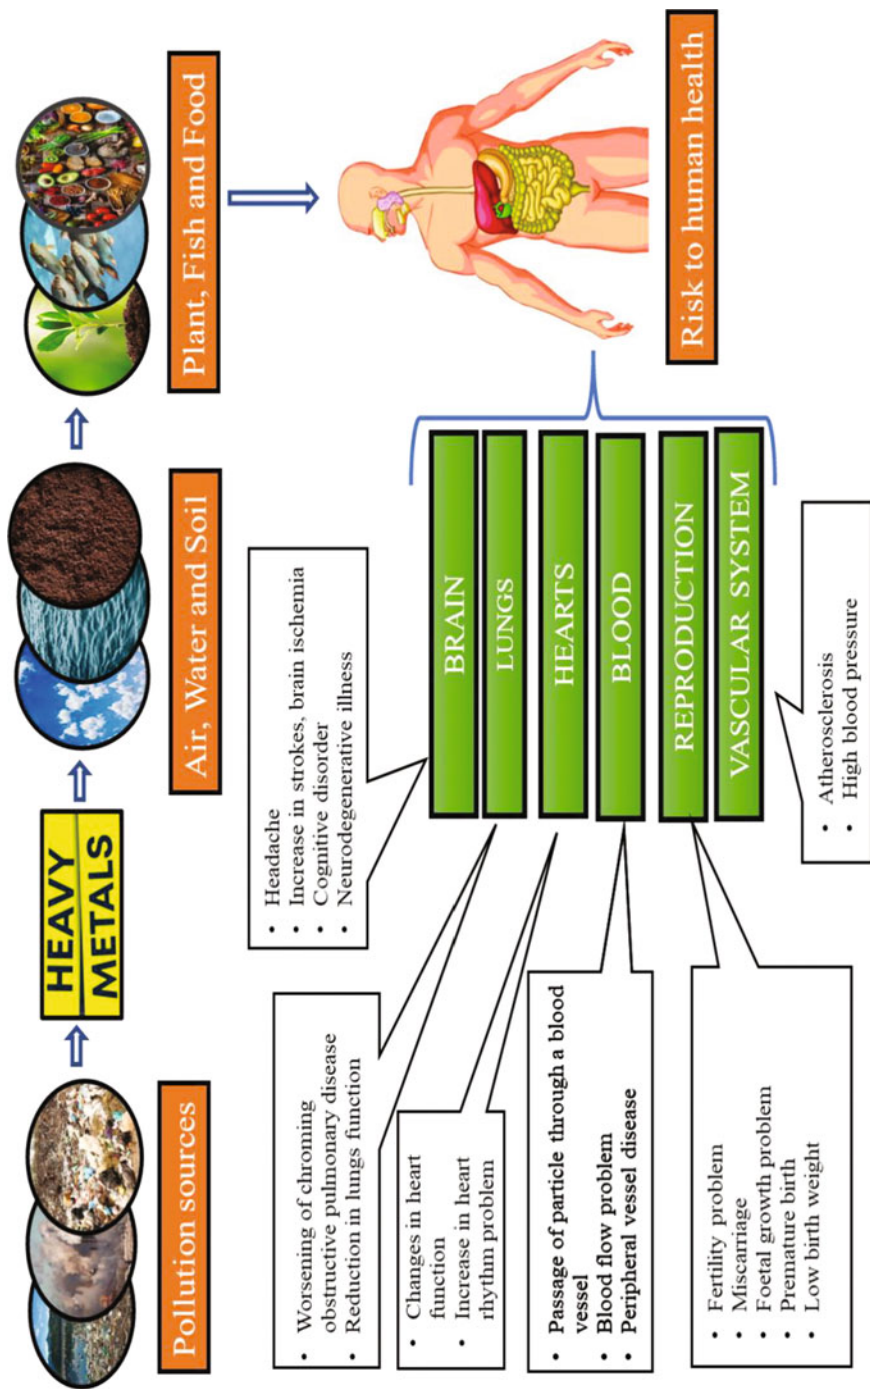 Pollution sources
HEAVY
METALS
Air, Water and Soil
Plant, Fish and Food
Risk to human health
BRAIN
LUNGS
HEARTS
BLOOD
REPRODUCTION
VASCULAR SYSTEM
• Headache
• Increase in strokes, brain ischemia
• Cognitive disorder
• Neurodegenerative illness
• Worsening of chroming
obstructive pulmonary disease
• Reduction in lungs function
• Changes in heart
function
• Increase in heart
rhythm problem
• Passage of particle through a blood
vessel
• Blood flow problem
• Peripheral vessel disease
• Fertility problem
• Miscarriage
• Foetal growth problem
• Premature birth
• Low birth weight
• Atherosclerosis
• High blood pressure